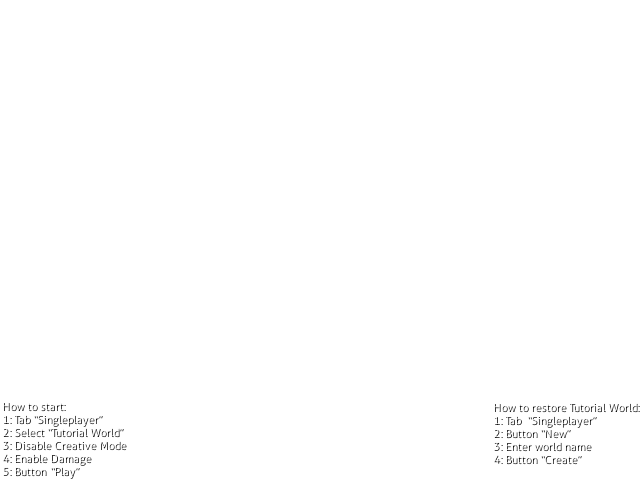 How to start:
1: Tab "Singleplayer"
2: Select "Tutorial World"
3: Disable Creative Mode
4: Enable Damage
5: Button "Play"
How to restore Tutorial World:
1: Tab  "Singleplayer"
2: Button "New"
3: Enter world name
4: Button "Create"